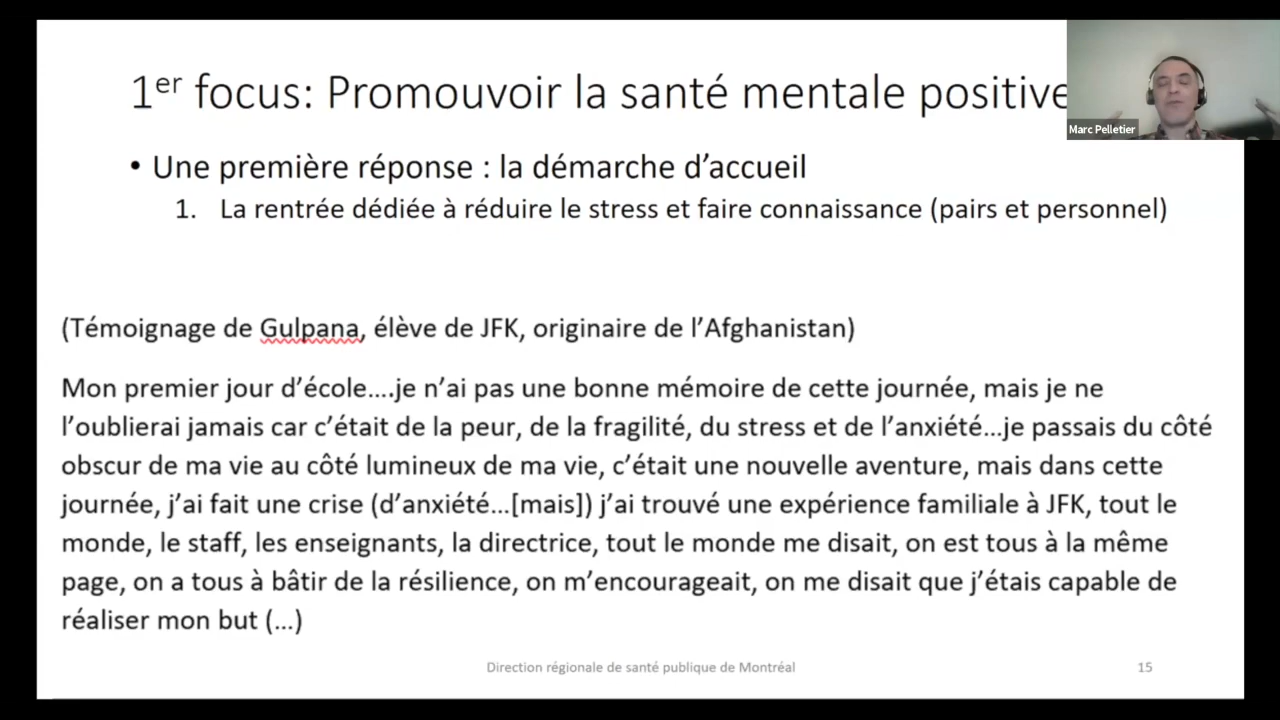 1er focus: Promouvoir la santé mentale positive
Marc Pelletier
• Une première réponse : la démarche d’accueil
1. La rentrée dédiée à réduire le stress et faire connaissance (pairs et personnel)
(Témoignage de Gulpana, élève de JFK, originaire de l’Afghanistan)
Mon premier jour d’école….je n’ai pas une bonne mémoire de cette journée, mais je ne
l’oublierai jamais car c’était de la peur, de la fragilité, du stress et de l’anxiété…je passais du côté
obscur de ma vie au côté lumineux de ma vie, c’était une nouvelle aventure, mais dans cette
journée, j’ai fait une crise (d’anxiété…[mais]) j’ai trouvé une expérience familiale à JFK, tout le
monde, le staff, les enseignants, la directrice, tout le monde me disait, on est tous à la même
page, on a tous à bâtir de la résilience, on m’encourageait, on me disait que j’étais capable de
réaliser mon but (…)
Direction régionale de santé publique de Montréal
15